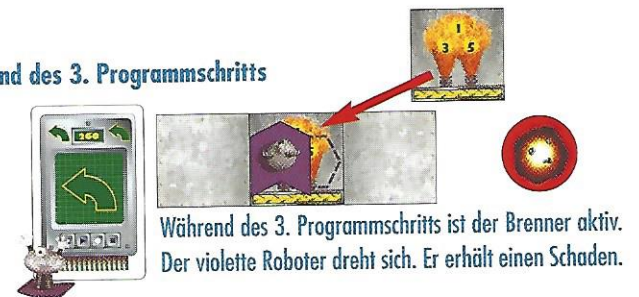 1
3 5
nd des 3. Programmschritts
260
Während des 3. Programmschritts ist der Brenner aktiv.
Der violette Roboter dreht sich. Er erhält einen Schaden.